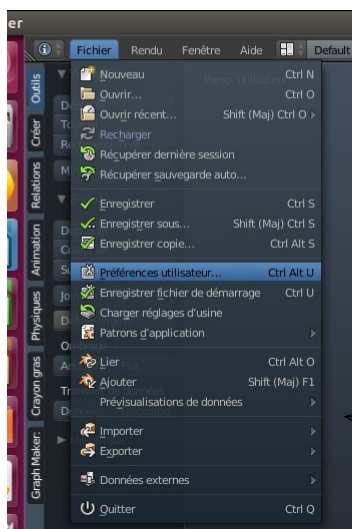 er
Fichier Rendu Fenêtre Aide Default
Nouveau Ctrl N
Ouvrir... Ctrl O
Ouvrir récent... Shift (Maj) Ctrl O
Recharger
Récupérer dernière session
Récupérer sauvegarde auto...
Enregistrer Ctrl S
Enregistrer sous... Shift (Maj) Ctrl S
Enregistrer copie... Ctrl Alt S
Préférences utilisateur... Ctrl Alt U
Enregistrer fichier de démarrage Ctrl U
Charger réglages d'usine
Patrons d'application
Lier Ctrl Alt O
Ajouter Shift (Maj) F1
Prévisualisations de données
Importer
Exporter
Données externes
Quitter Ctrl Q
Outils
Créer
Relations
Animation
Physiques
Crayon gras
Graph Maker: